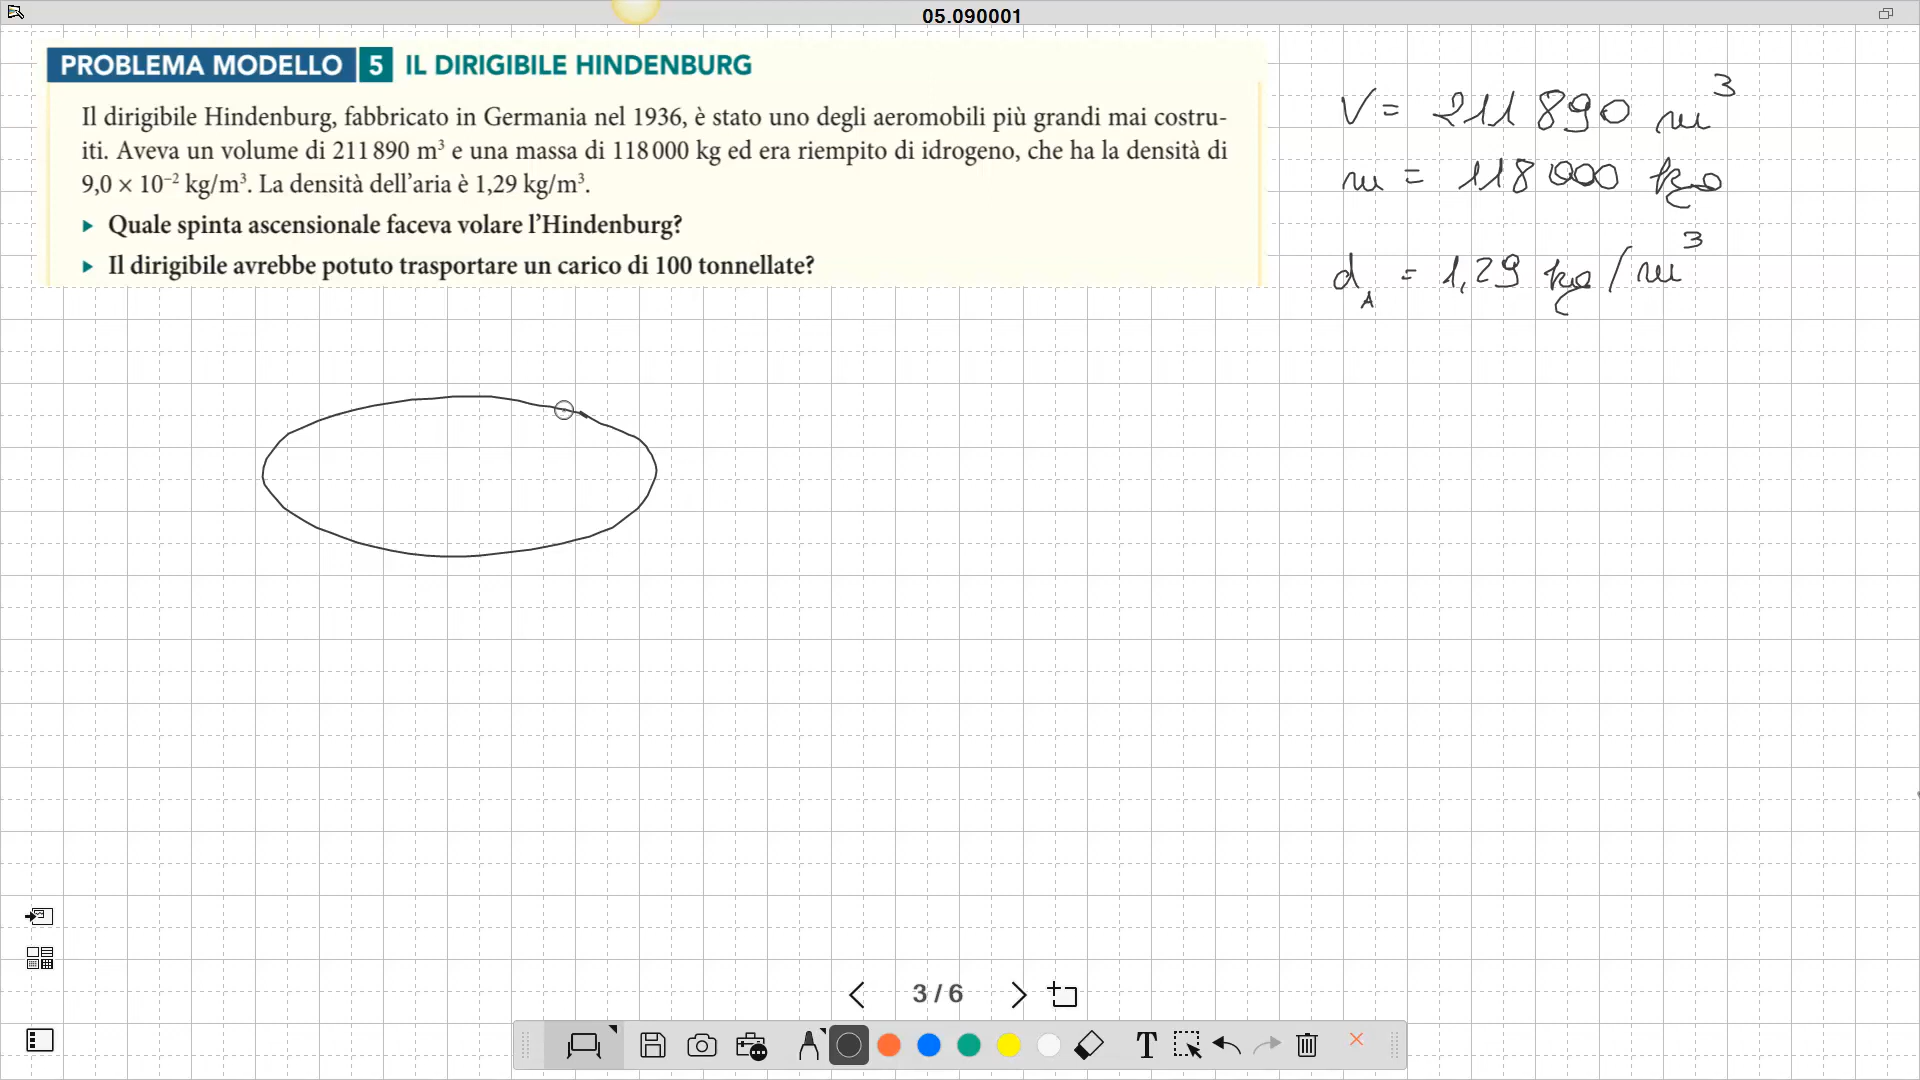 05.090001
PROBLEMA MODELLO 5 IL DIRIGIBILE HINDENBURG
Il dirigibile Hindenburg, fabbricato in Germania nel 1936, è stato uno degli aeromobili più grandi mai costru-
iti. Aveva un volume di 211 890 m³ e una massa di 118 000 kg ed era riempito di idrogeno, che ha la densità di
9,0 × 10⁻² kg/m³. La densità dell'aria è 1,29 kg/m³.
▸ Quale spinta ascensionale faceva volare l'Hindenburg?
▸ Il dirigibile avrebbe potuto trasportare un carico di 100 tonnellate?
V = 211 890 m³
m = 118 000 kg
d_A = 1,29 kg/m³
3 / 6
T